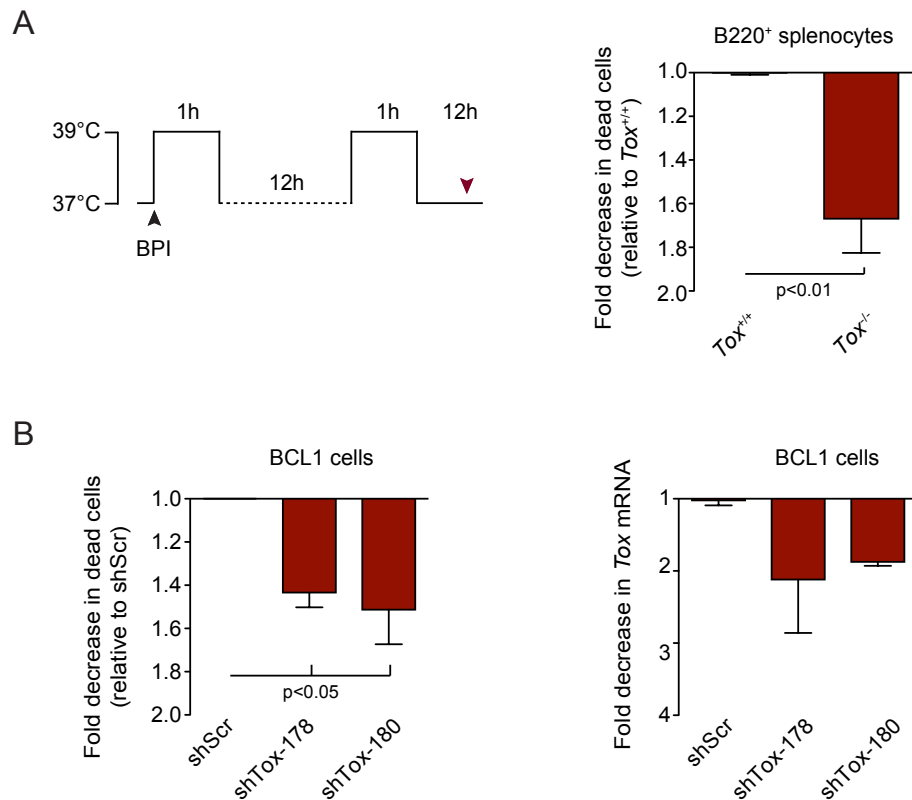 A
39°C
37°C
1h
12h
1h
12h
BPI
B220⁺ splenocytes
Fold decrease in dead cells
(relative to Tox⁺/⁺)
1.0
1.2
1.4
1.6
1.8
2.0
p<0.01
Tox⁺/⁺
Tox⁻/⁻
B
BCL1 cells
Fold decrease in dead cells
(relative to shScr)
1.0
1.2
1.4
1.6
1.8
2.0
p<0.05
shScr
shTox-178
shTox-180
BCL1 cells
Fold decrease in Tox mRNA
1
2
3
4
shScr
shTox-178
shTox-180